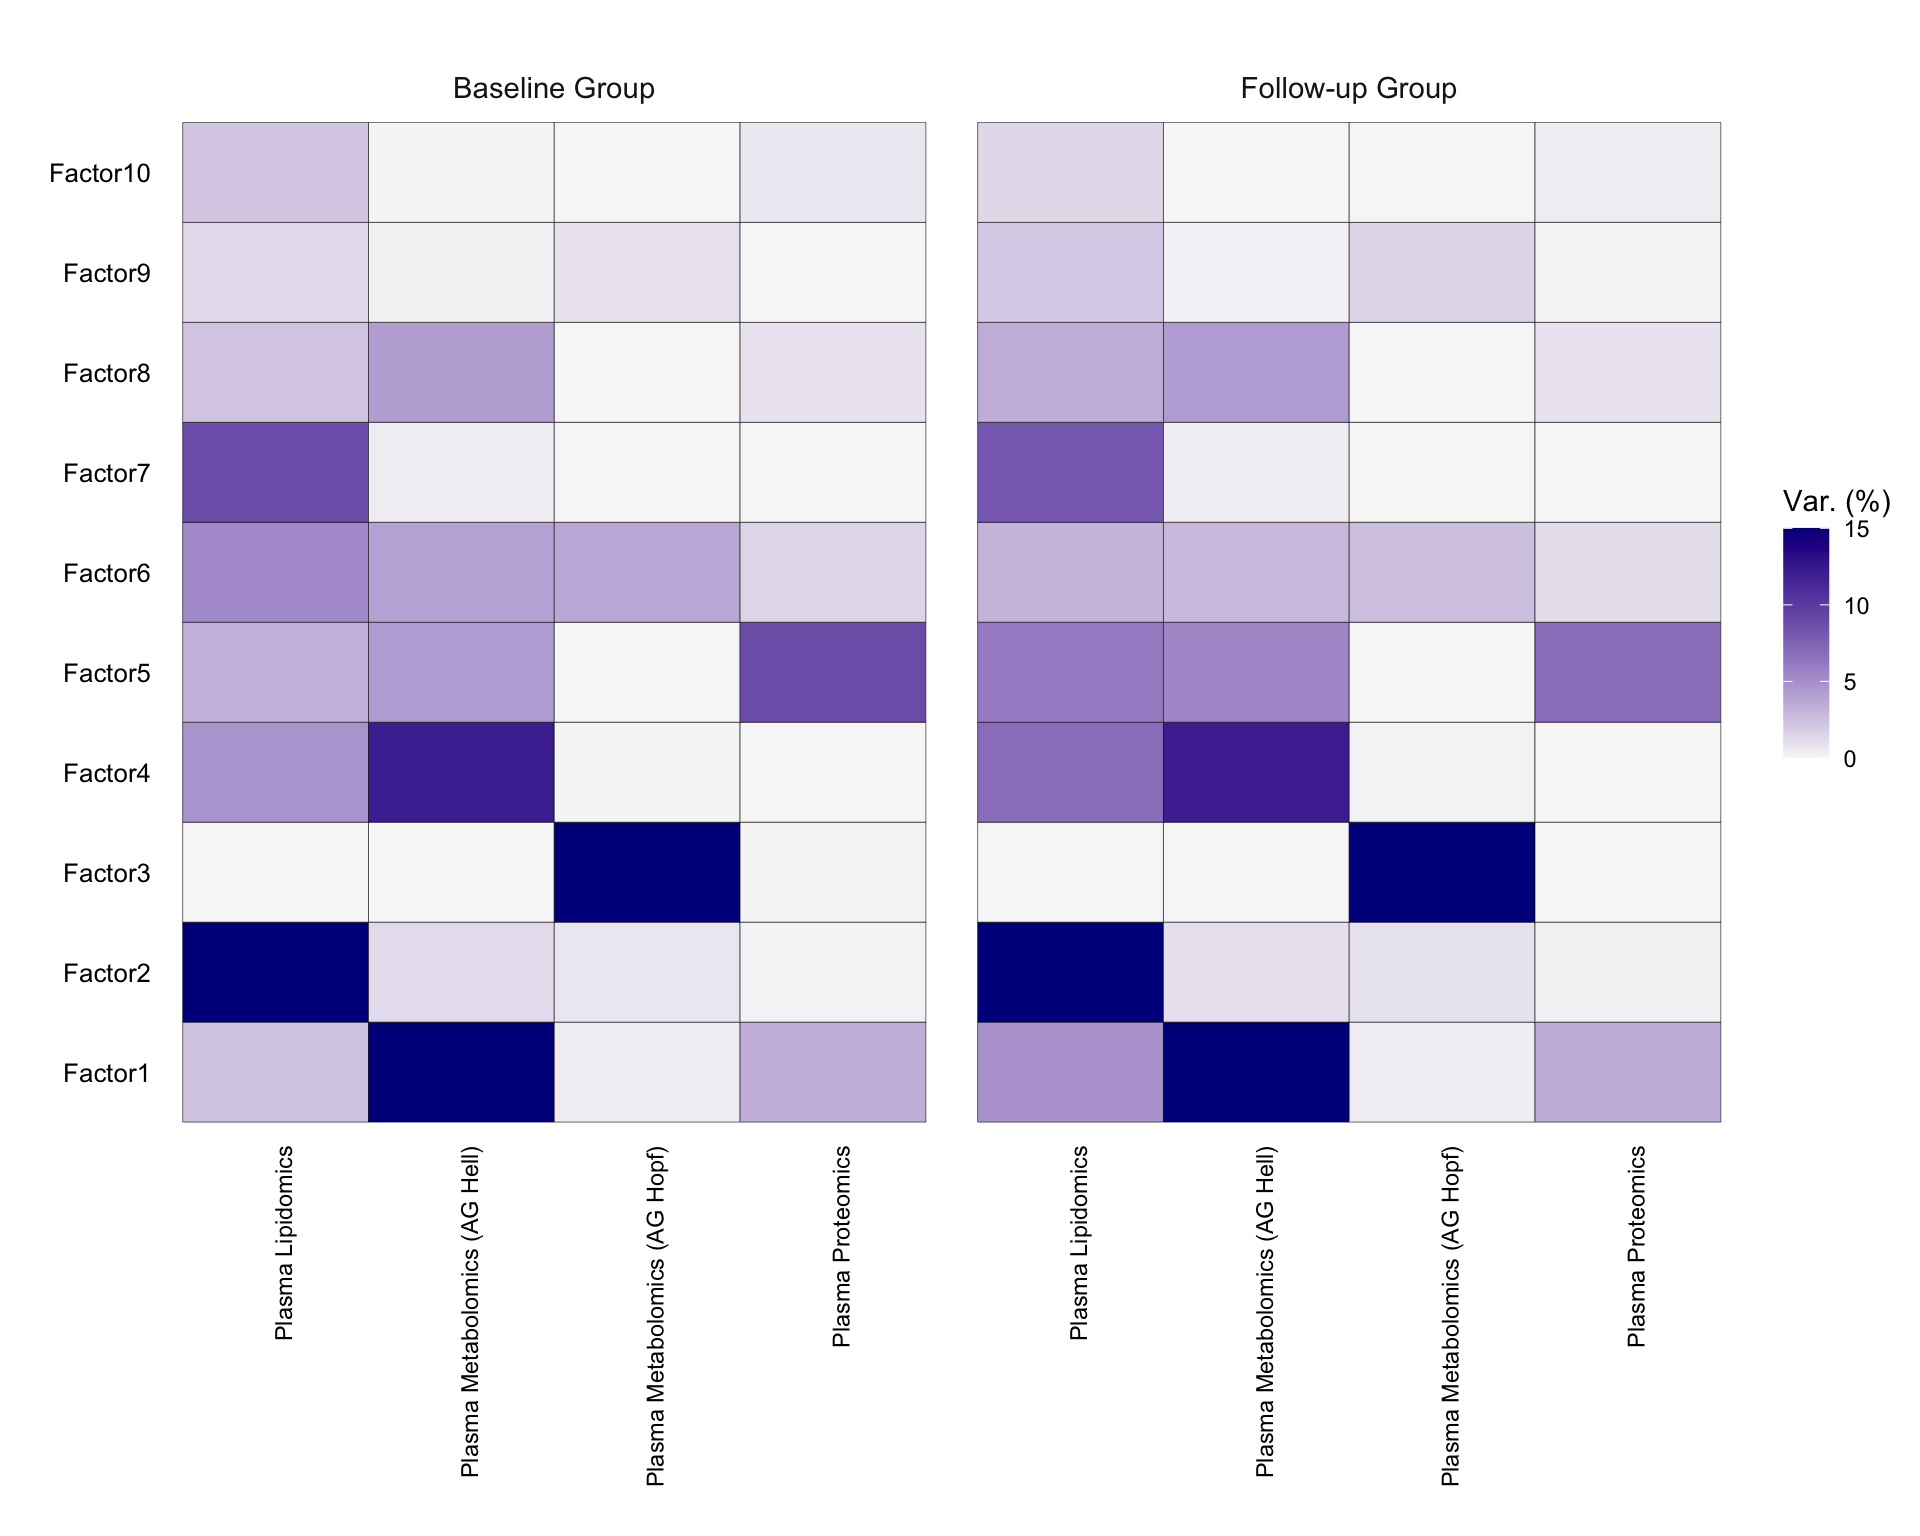 Baseline Group
Follow-up Group
Factor10
Factor9
Factor8
Factor7
Factor6
Factor5
Factor4
Factor3
Factor2
Factor1
Plasma Lipidomics
Plasma Metabolomics (AG Hell)
Plasma Metabolomics (AG Hopf)
Plasma Proteomics
Plasma Lipidomics
Plasma Metabolomics (AG Hell)
Plasma Metabolomics (AG Hopf)
Plasma Proteomics
Var. (%)
15
10
5
0